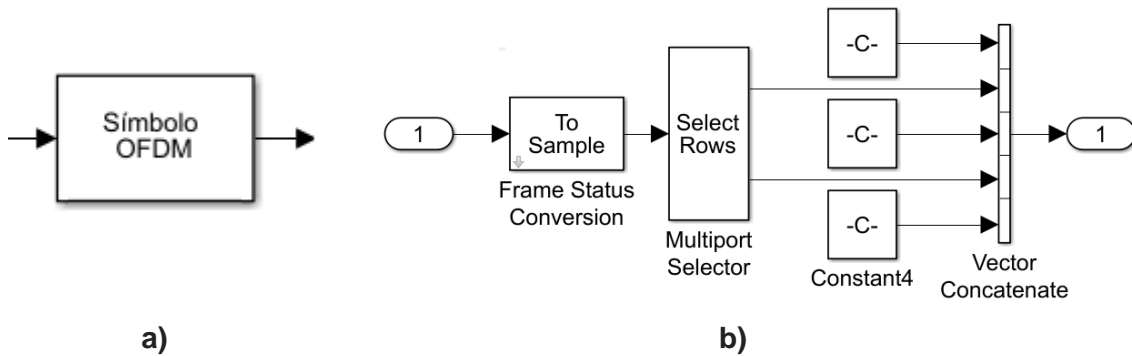 Símbolo
OFDM
a)
1
To
Sample
Frame Status
Conversion
Select
Rows
Multiport
Selector
-C-
-C-
-C-
Constant4
Vector
Concatenate
1
b)